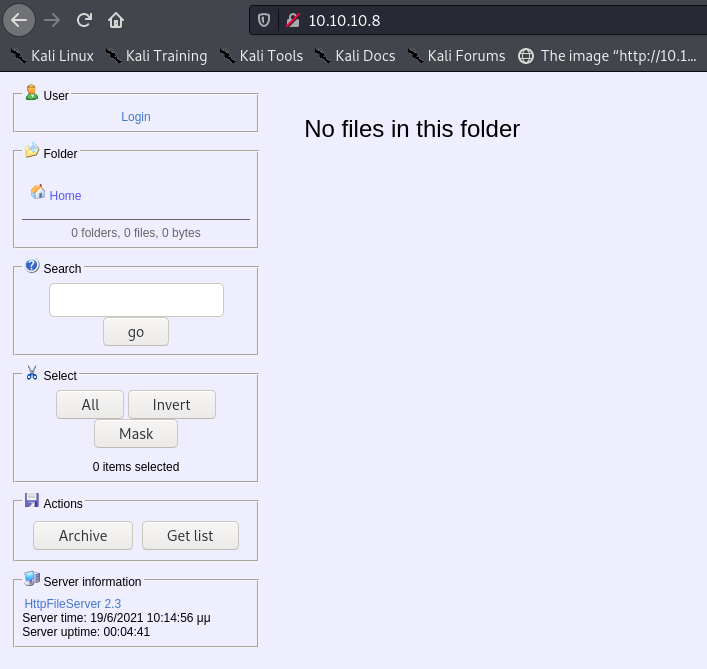 10.10.10.8
Kali Linux Kali Training Kali Tools Kali Docs Kali Forums The image “http://10.1...
User
Login
Folder
Home
0 folders, 0 files, 0 bytes
Search
go
Select
All Invert
Mask
0 items selected
Actions
Archive Get list
Server information
HttpFileServer 2.3
Server time: 19/6/2021 10:14:56 μμ
Server uptime: 00:04:41
No files in this folder